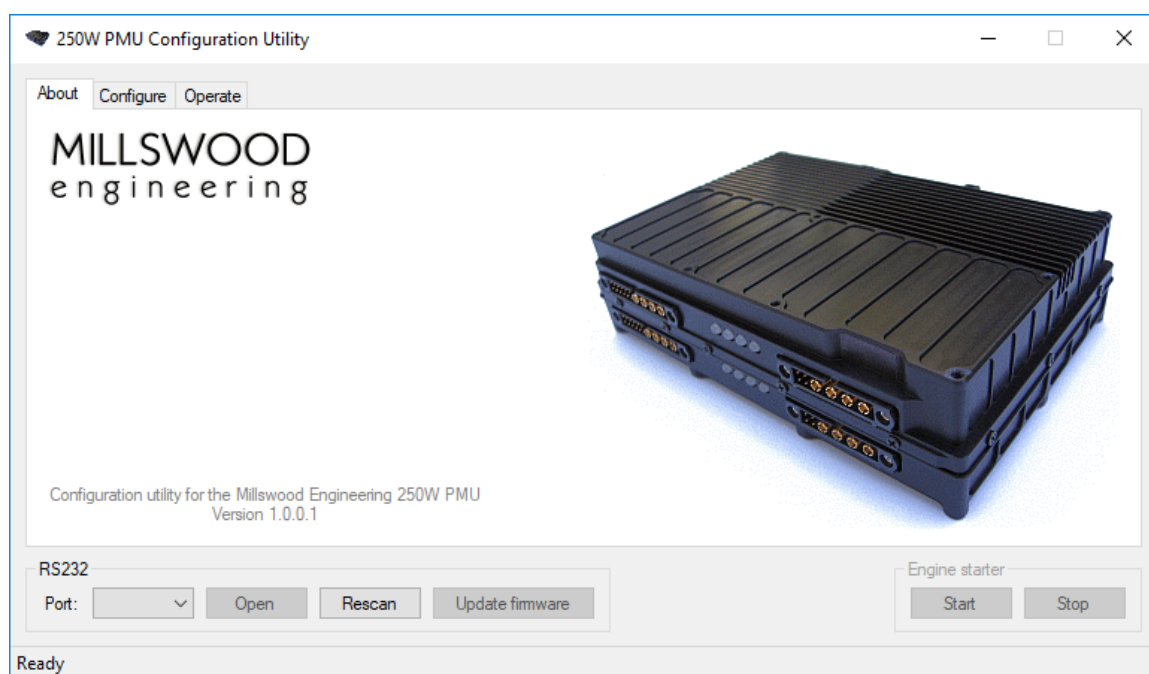 250W PMU Configuration Utility
About Configure Operate
MILLSWOOD
engineering
Configuration utility for the Millswood Engineering 250W PMU
Version 1.0.0.1
RS232
Port: Open Rescan Update firmware
Engine starter
Start Stop
Ready